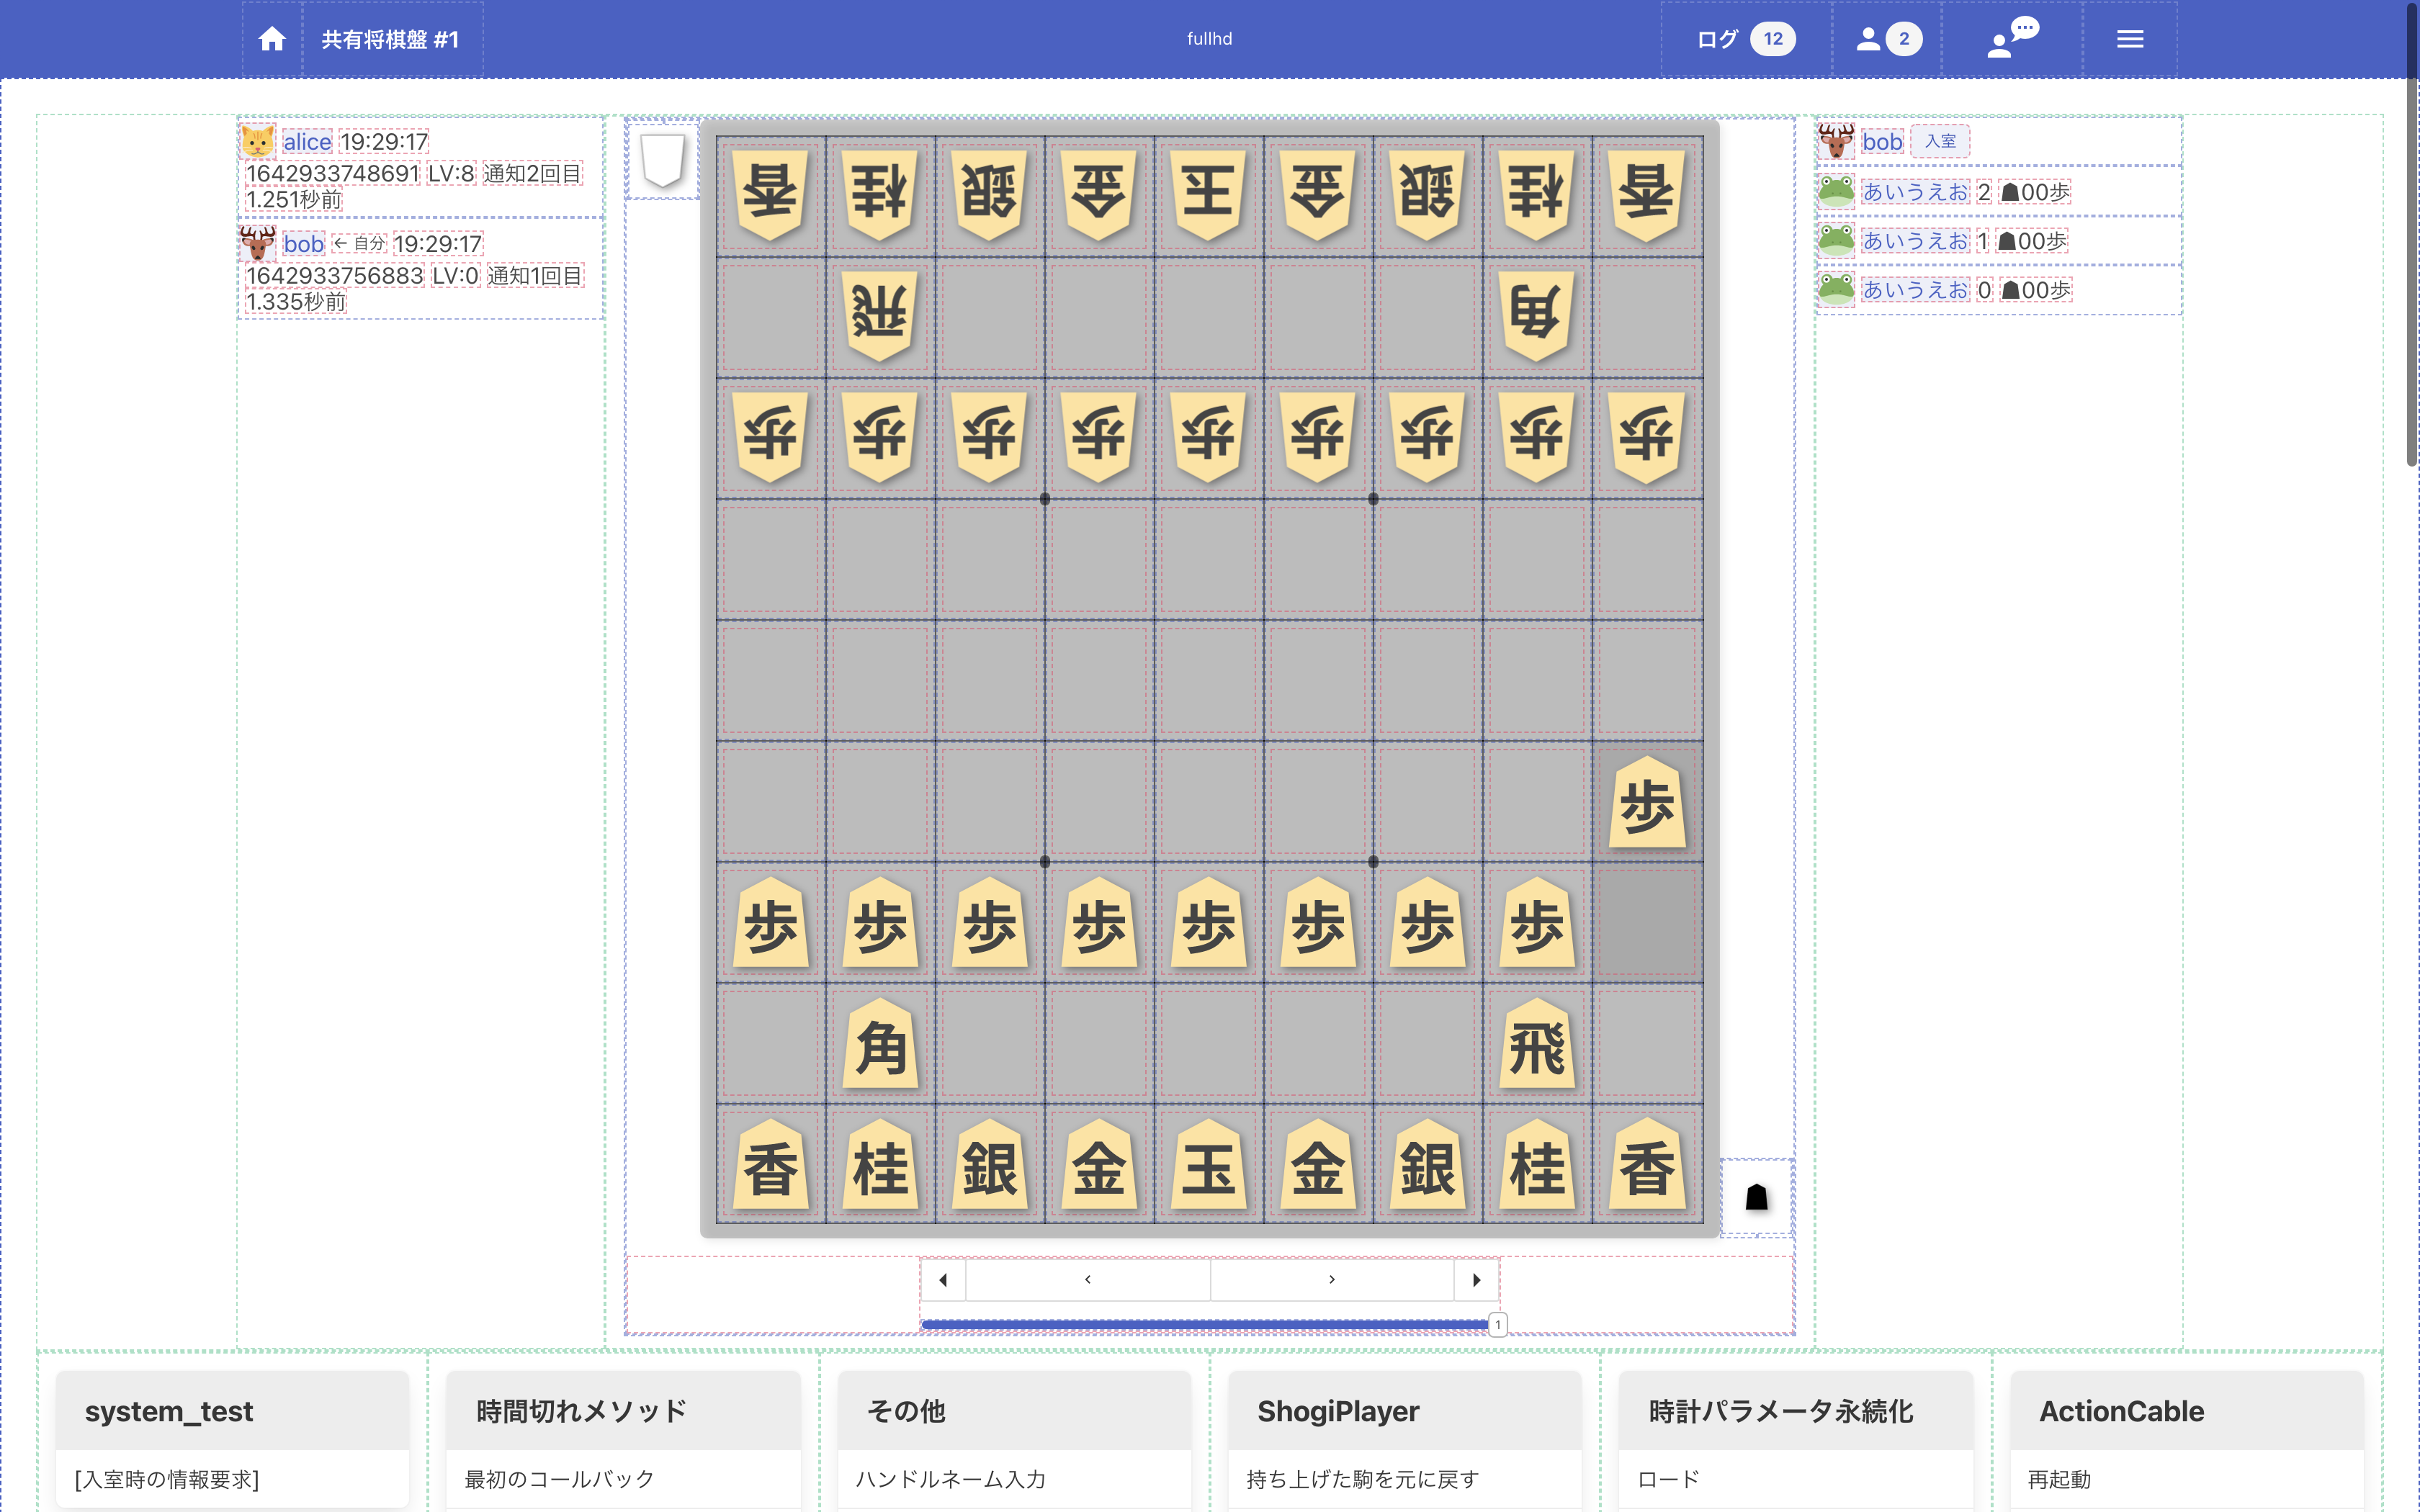 共有将棋盤 #1
fullhd
ログ 12
2
alice 19:29:17
1642933748691 LV:8 通知2回目
1.251秒前
bob ← 自分 19:29:17
1642933756883 LV:0 通知1回目
1.335秒前
香 桂 銀 金 玉 金 銀 桂 香
飛 角
歩 歩 歩 歩 歩 歩 歩 歩 歩
歩
歩 歩 歩 歩 歩 歩 歩 歩
角 飛
香 桂 銀 金 玉 金 銀 桂 香
1
bob 入室
あいうえお 2 ☗00歩
あいうえお 1 ☗00歩
あいうえお 0 ☗00歩
system_test
[入室時の情報要求]
時間切れメソッド
最初のコールバック
その他
ハンドルネーム入力
ShogiPlayer
持ち上げた駒を元に戻す
時計パラメータ永続化
ロード
ActionCable
再起動